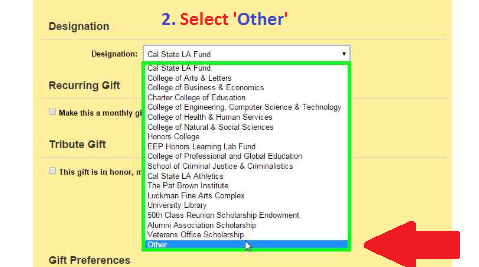 2. Select 'Other'
Designation
Designation: Cal State LA Fund
Cal State LA Fund
College of Arts & Letters
College of Business & Economics
Charter College of Education
College of Engineering, Computer Science & Technology
Recurring Gift
College of Health & Human Services
Make this a monthly gi
College of Natural & Social Sciences
Honors College
EEP Honors Learning Lab Fund
Tribute Gift
College of Professional and Global Education
School of Criminal Justice & Criminalistics
This gift is in honor, m
Cal State LA Athletics
The Pat Brown Institute
Luckman Fine Arts Complex
University Library
50th Class Reunion Scholarship Endowment
Alumni Association Scholarship
Veterans Office Scholarship
Other
Gift Preferences